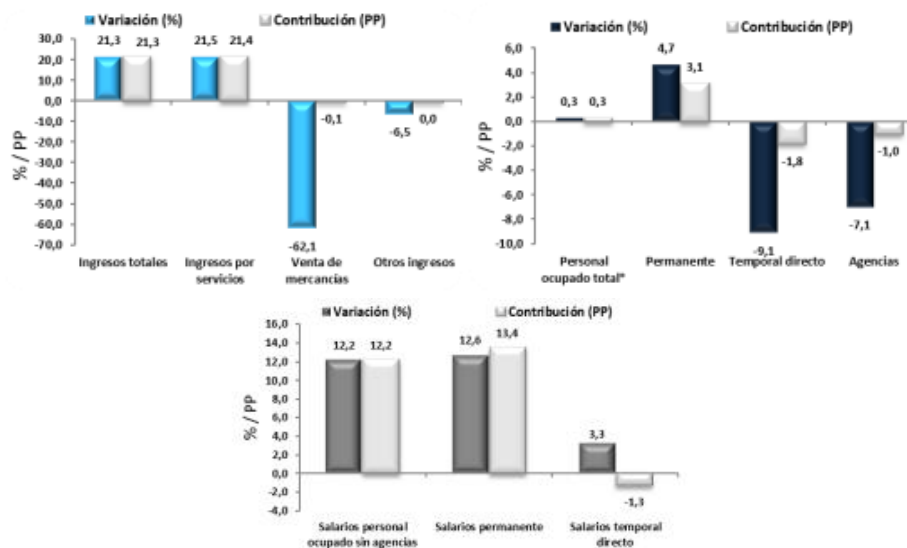 Variación (%) Contribución (PP)
30,0
20,0
10,0
0,0
-10,0
-20,0
-30,0
-40,0
-50,0
-60,0
-70,0
% / PP
21,3 21,3 21,5 21,4
-62,1 -0,1 -6,5 0,0
Ingresos totales Ingresos por servicios Venta de mercancías Otros ingresos
Variación (%) Contribución (PP)
6,0
4,0
2,0
0,0
-2,0
-4,0
-6,0
-8,0
-10,0
% / PP
0,3 0,3 4,7 3,1
-9,1 -1,8 -7,1 -1,0
Personal ocupado total* Permanente Temporal directo Agencias
Variación (%) Contribución (PP)
16,0
14,0
12,0
10,0
8,0
6,0
4,0
2,0
0,0
-2,0
-4,0
% / PP
12,2 12,2 12,6 13,4 3,3 -1,3
Salarios personal ocupado sin agencias Salarios permanente Salarios temporal directo